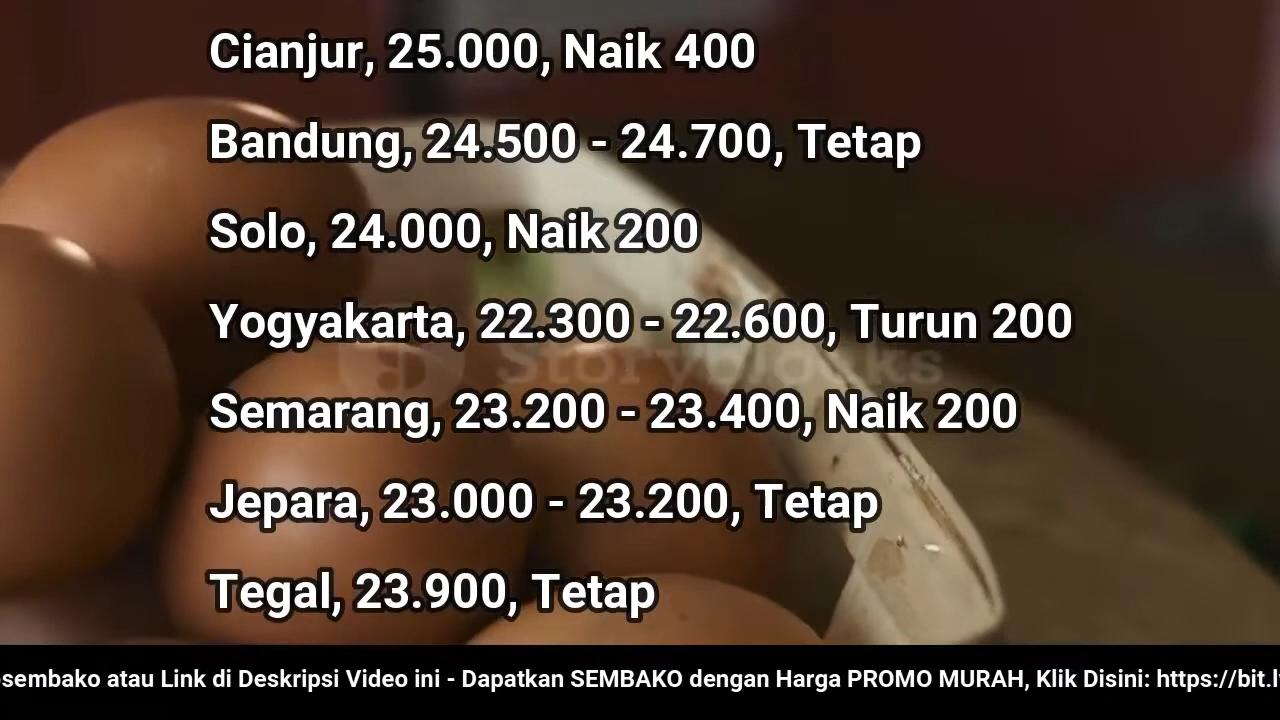 Cianjur, 25.000, Naik 400
Bandung, 24.500 - 24.700, Tetap
Solo, 24.000, Naik 200
Yogyakarta, 22.300 - 22.600, Turun 200
Storyblocks
Semarang, 23.200 - 23.400, Naik 200
Jepara, 23.000 - 23.200, Tetap
Tegal, 23.900, Tetap
sembako atau Link di Deskripsi Video ini - Dapatkan SEMBAKO dengan Harga PROMO MURAH, Klik Disini: https://bit.l